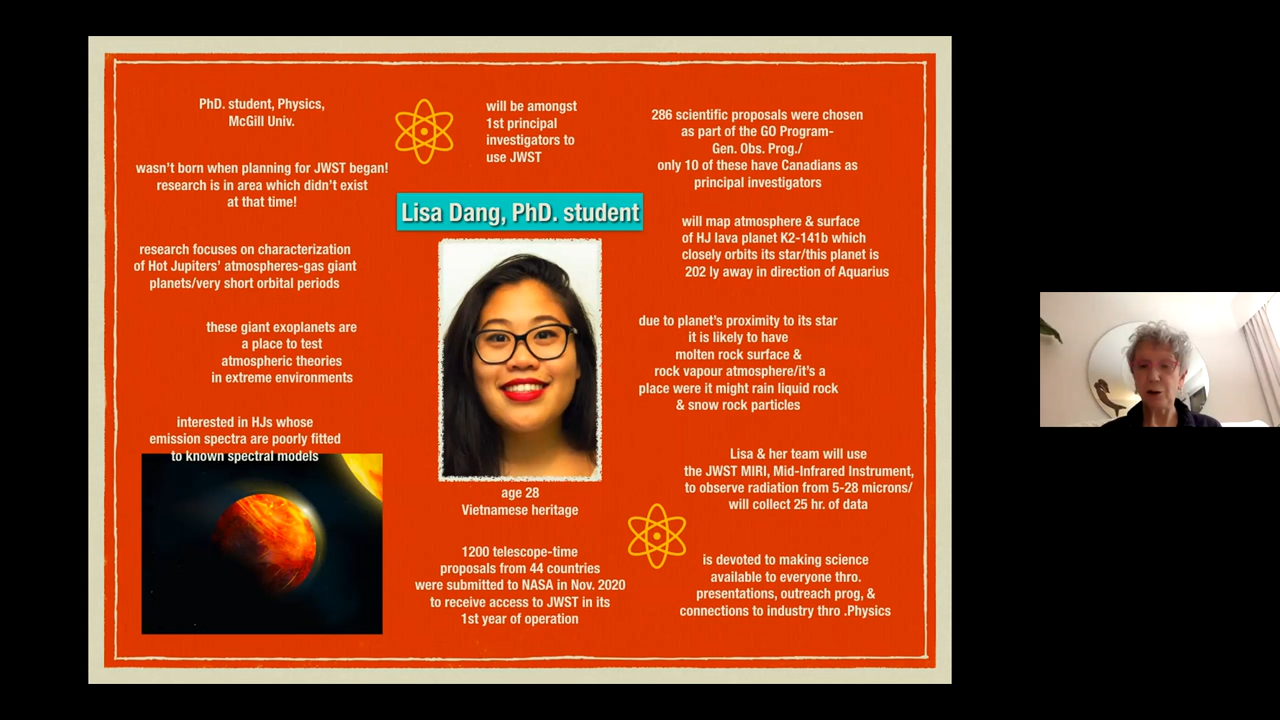 PhD. student, Physics,
McGill Univ.
wasn't born when planning for JWST began!
research is in area which didn't exist
at that time!
research focuses on characterization
of Hot Jupiters' atmospheres-gas giant
planets/very short orbital periods
these giant exoplanets are
a place to test
atmospheric theories
in extreme environments
interested in HJs whose
emission spectra are poorly fitted
to known spectral models
will be amongst
1st principal
investigators to
use JWST
Lisa Dang, PhD. student
age 28
Vietnamese heritage
1200 telescope-time
proposals from 44 countries
were submitted to NASA in Nov. 2020
to receive access to JWST in its
1st year of operation
286 scientific proposals were chosen
as part of the GO Program-
Gen. Obs. Prog./
only 10 of these have Canadians as
principal investigators
will map atmosphere & surface
of HJ lava planet K2-141b which
closely orbits its star/this planet is
202 ly away in direction of Aquarius
due to planet's proximity to its star
it is likely to have
molten rock surface &
rock vapour atmosphere/it's a
place were it might rain liquid rock
& snow rock particles
Lisa & her team will use
the JWST MIRI, Mid-Infrared Instrument,
to observe radiation from 5-28 microns/
will collect 25 hr. of data
is devoted to making science
available to everyone thro.
presentations, outreach prog, &
connections to industry thro .Physics